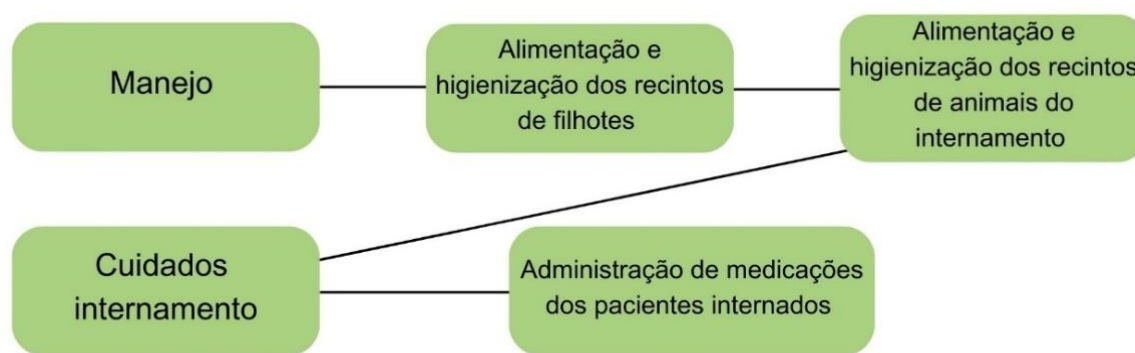 Manejo
Alimentação e
higienização dos recintos
de filhotes
Alimentação e
higienização dos recintos
de animais do
internamento
Cuidados
internamento
Administração de medicações
dos pacientes internados